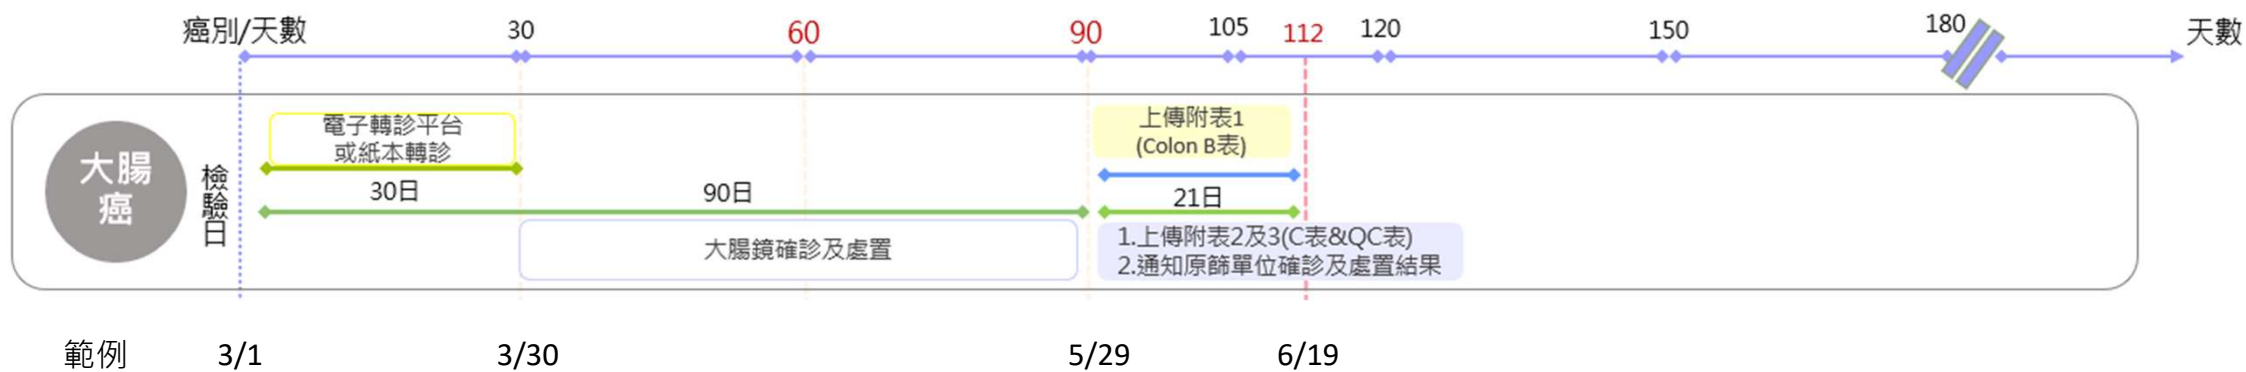 癌別/天數 30 60 90 105 112 120 150 180 天數
電子轉診平台
或紙本轉診
上傳附表1
(Colon B表)
大腸
癌
檢驗日
30日
90日
21日
大腸鏡確診及處置
1.上傳附表2及3(C表&QC表)
2.通知原篩單位確診及處置結果
範例 3/1 3/30 5/29 6/19